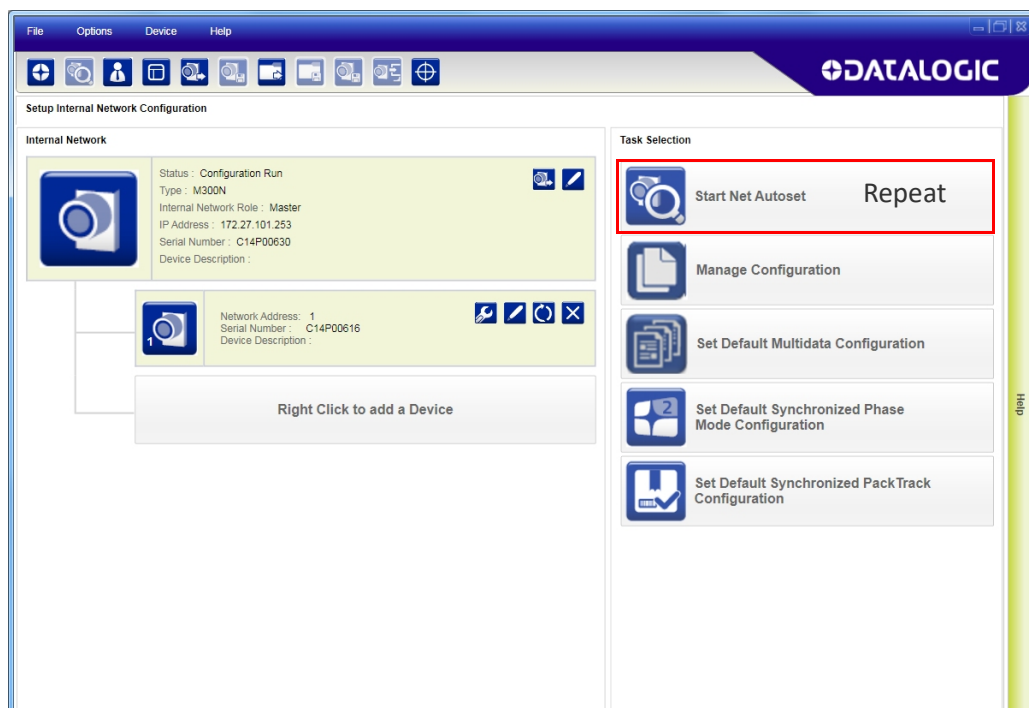 File Options Device Help
DATALOGIC
Setup Internal Network Configuration
Internal Network
Status : Configuration Run
Type : M300N
Internal Network Role : Master
IP Address : 172.27.101.253
Serial Number : C14P00630
Device Description :
1
Network Address: 1
Serial Number : C14P00616
Device Description :
Right Click to add a Device
Task Selection
Start Net Autoset Repeat
Manage Configuration
Set Default Multidata Configuration
2
Set Default Synchronized Phase
Mode Configuration
Set Default Synchronized PackTrack
Configuration
Help